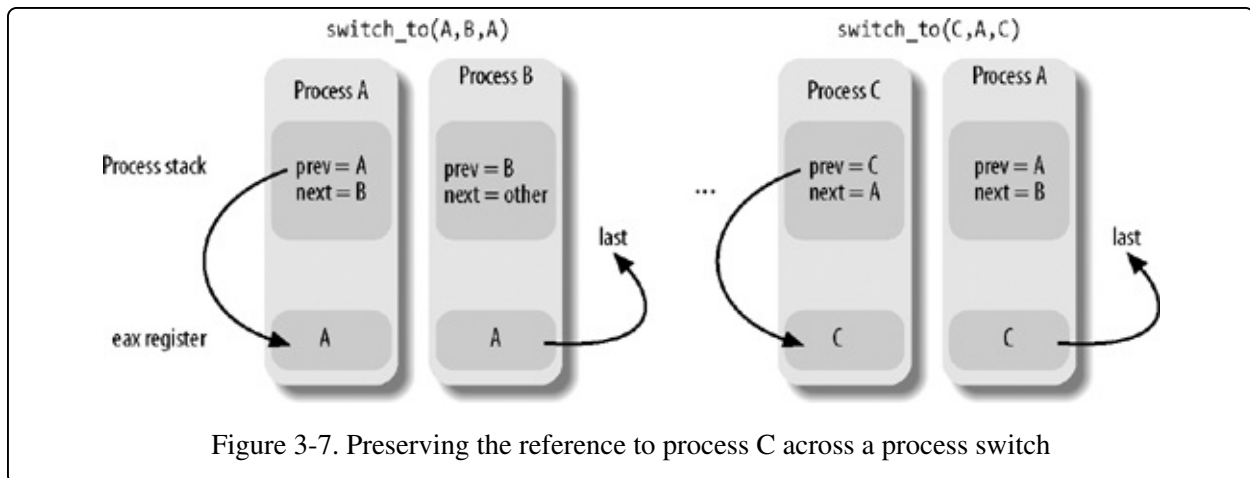 switch_to(A,B,A)
switch_to(C,A,C)
Process A
Process B
Process C
Process A
Process stack
prev = A
next = B
prev = B
next = other
...
prev = C
next = A
prev = A
next = B
last
last
eax register
A
A
C
C
Figure 3-7. Preserving the reference to process C across a process switch